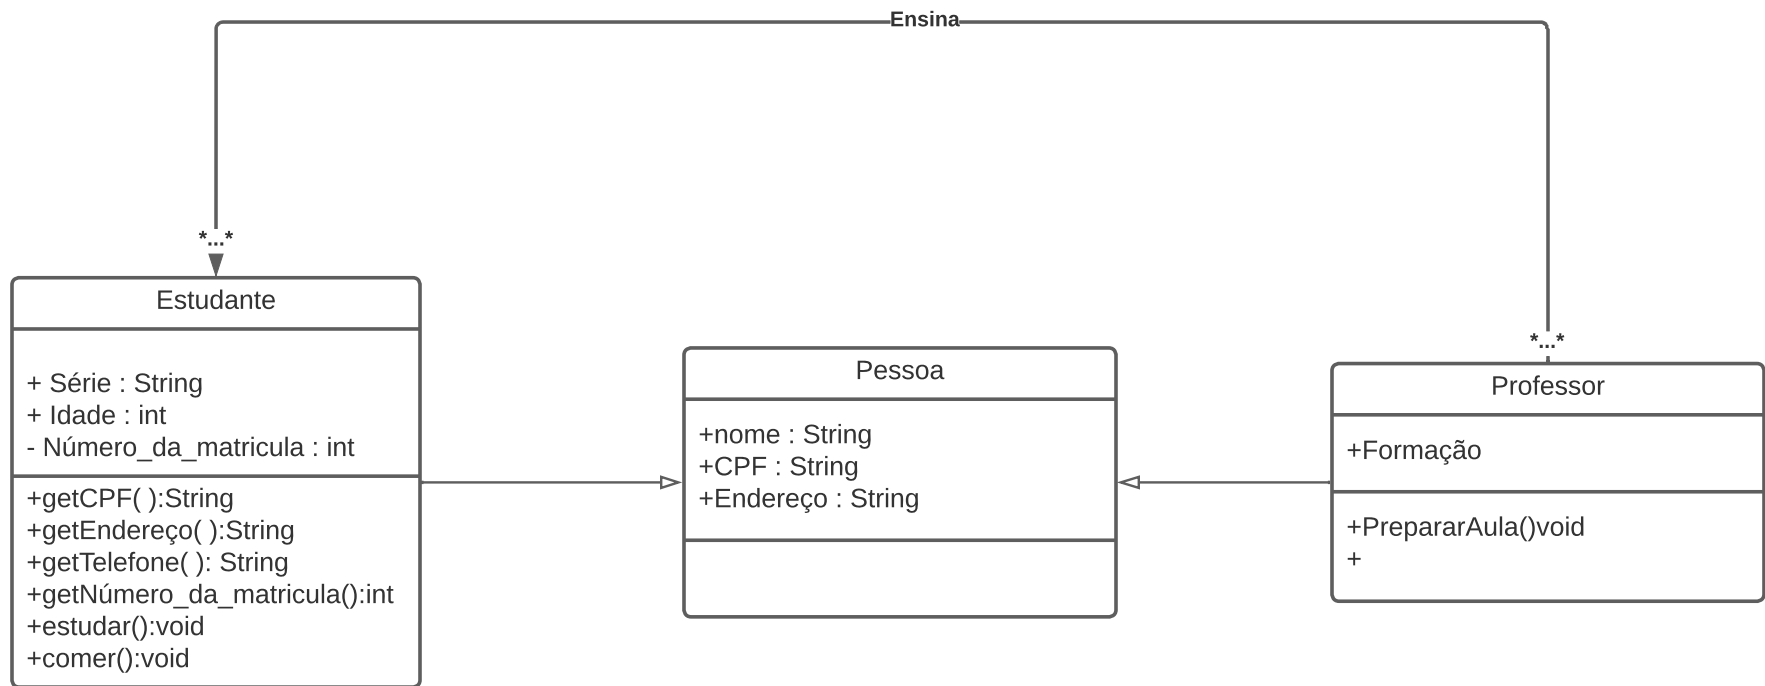 Ensina
*...*
*...*
Estudante
+ Série : String
+ Idade : int
- Número_da_matricula : int
+getCPF( ):String
+getEndereço( ):String
+getTelefone( ): String
+getNúmero_da_matricula():int
+estudar():void
+comer():void
Pessoa
+nome : String
+CPF : String
+Endereço : String
Professor
+Formação
+PrepararAula()void
+